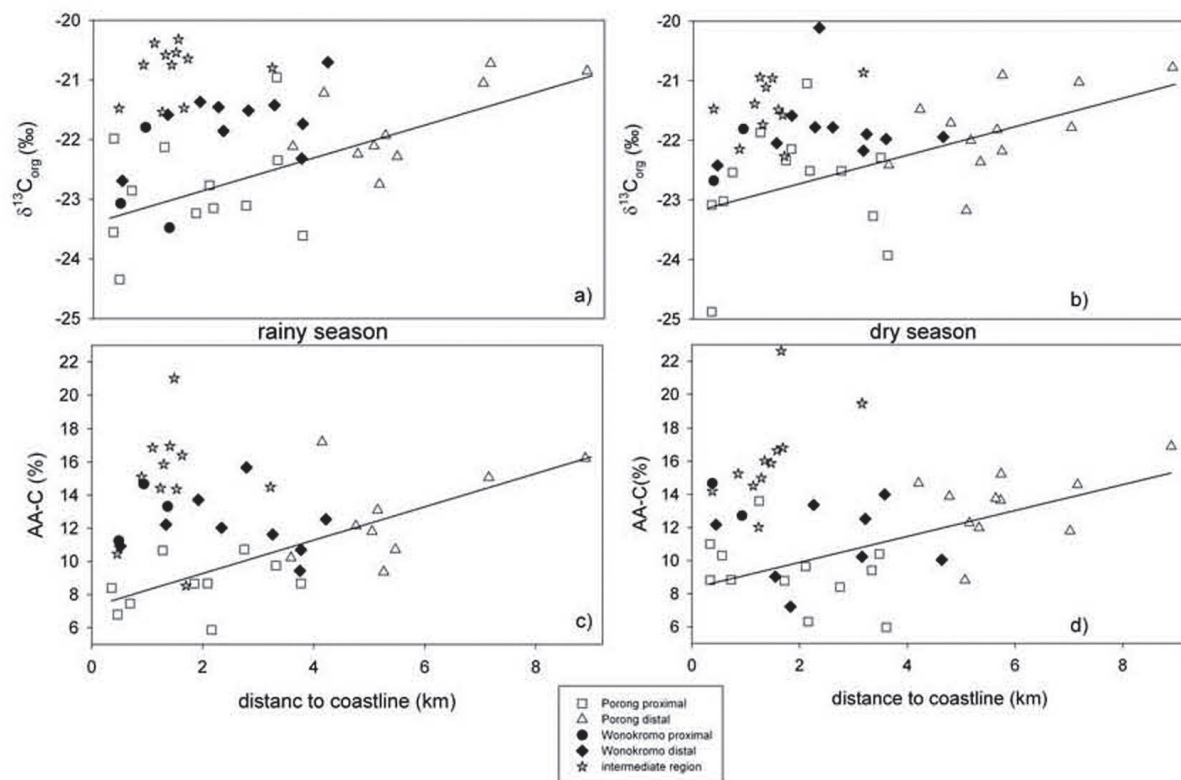 -20
-21
-22
-23
-24
-25
δ¹³C_org (‰)
a)
rainy season
-20
-21
-22
-23
-24
-25
δ¹³C_org (‰)
b)
dry season
22
20
18
16
14
12
10
8
6
AA-C (%)
c)
0 2 4 6 8
distanc to coastline (km)
22
20
18
16
14
12
10
8
6
AA-C(%)
d)
0 2 4 6 8
distance to coastline (km)
Porong proximal
Porong distal
Wonokromo proximal
Wonokromo distal
intermediate region